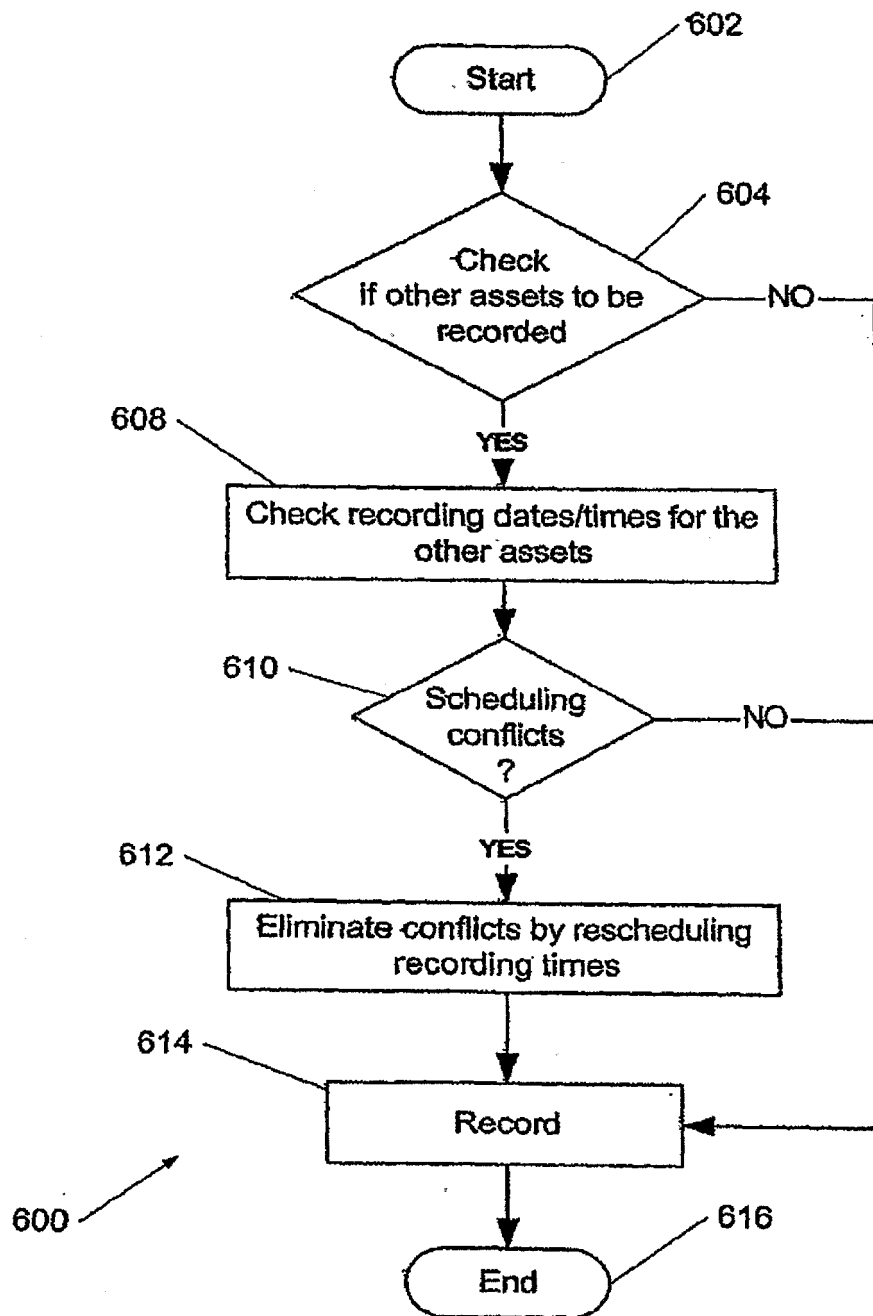 602
Start
604
Check
if other assets to be
recorded
NO
608
YES
Check recording dates/times for the
other assets
610
Scheduling
conflicts
?
NO
YES
612
Eliminate conflicts by rescheduling
recording times
614
Record
600
616
End